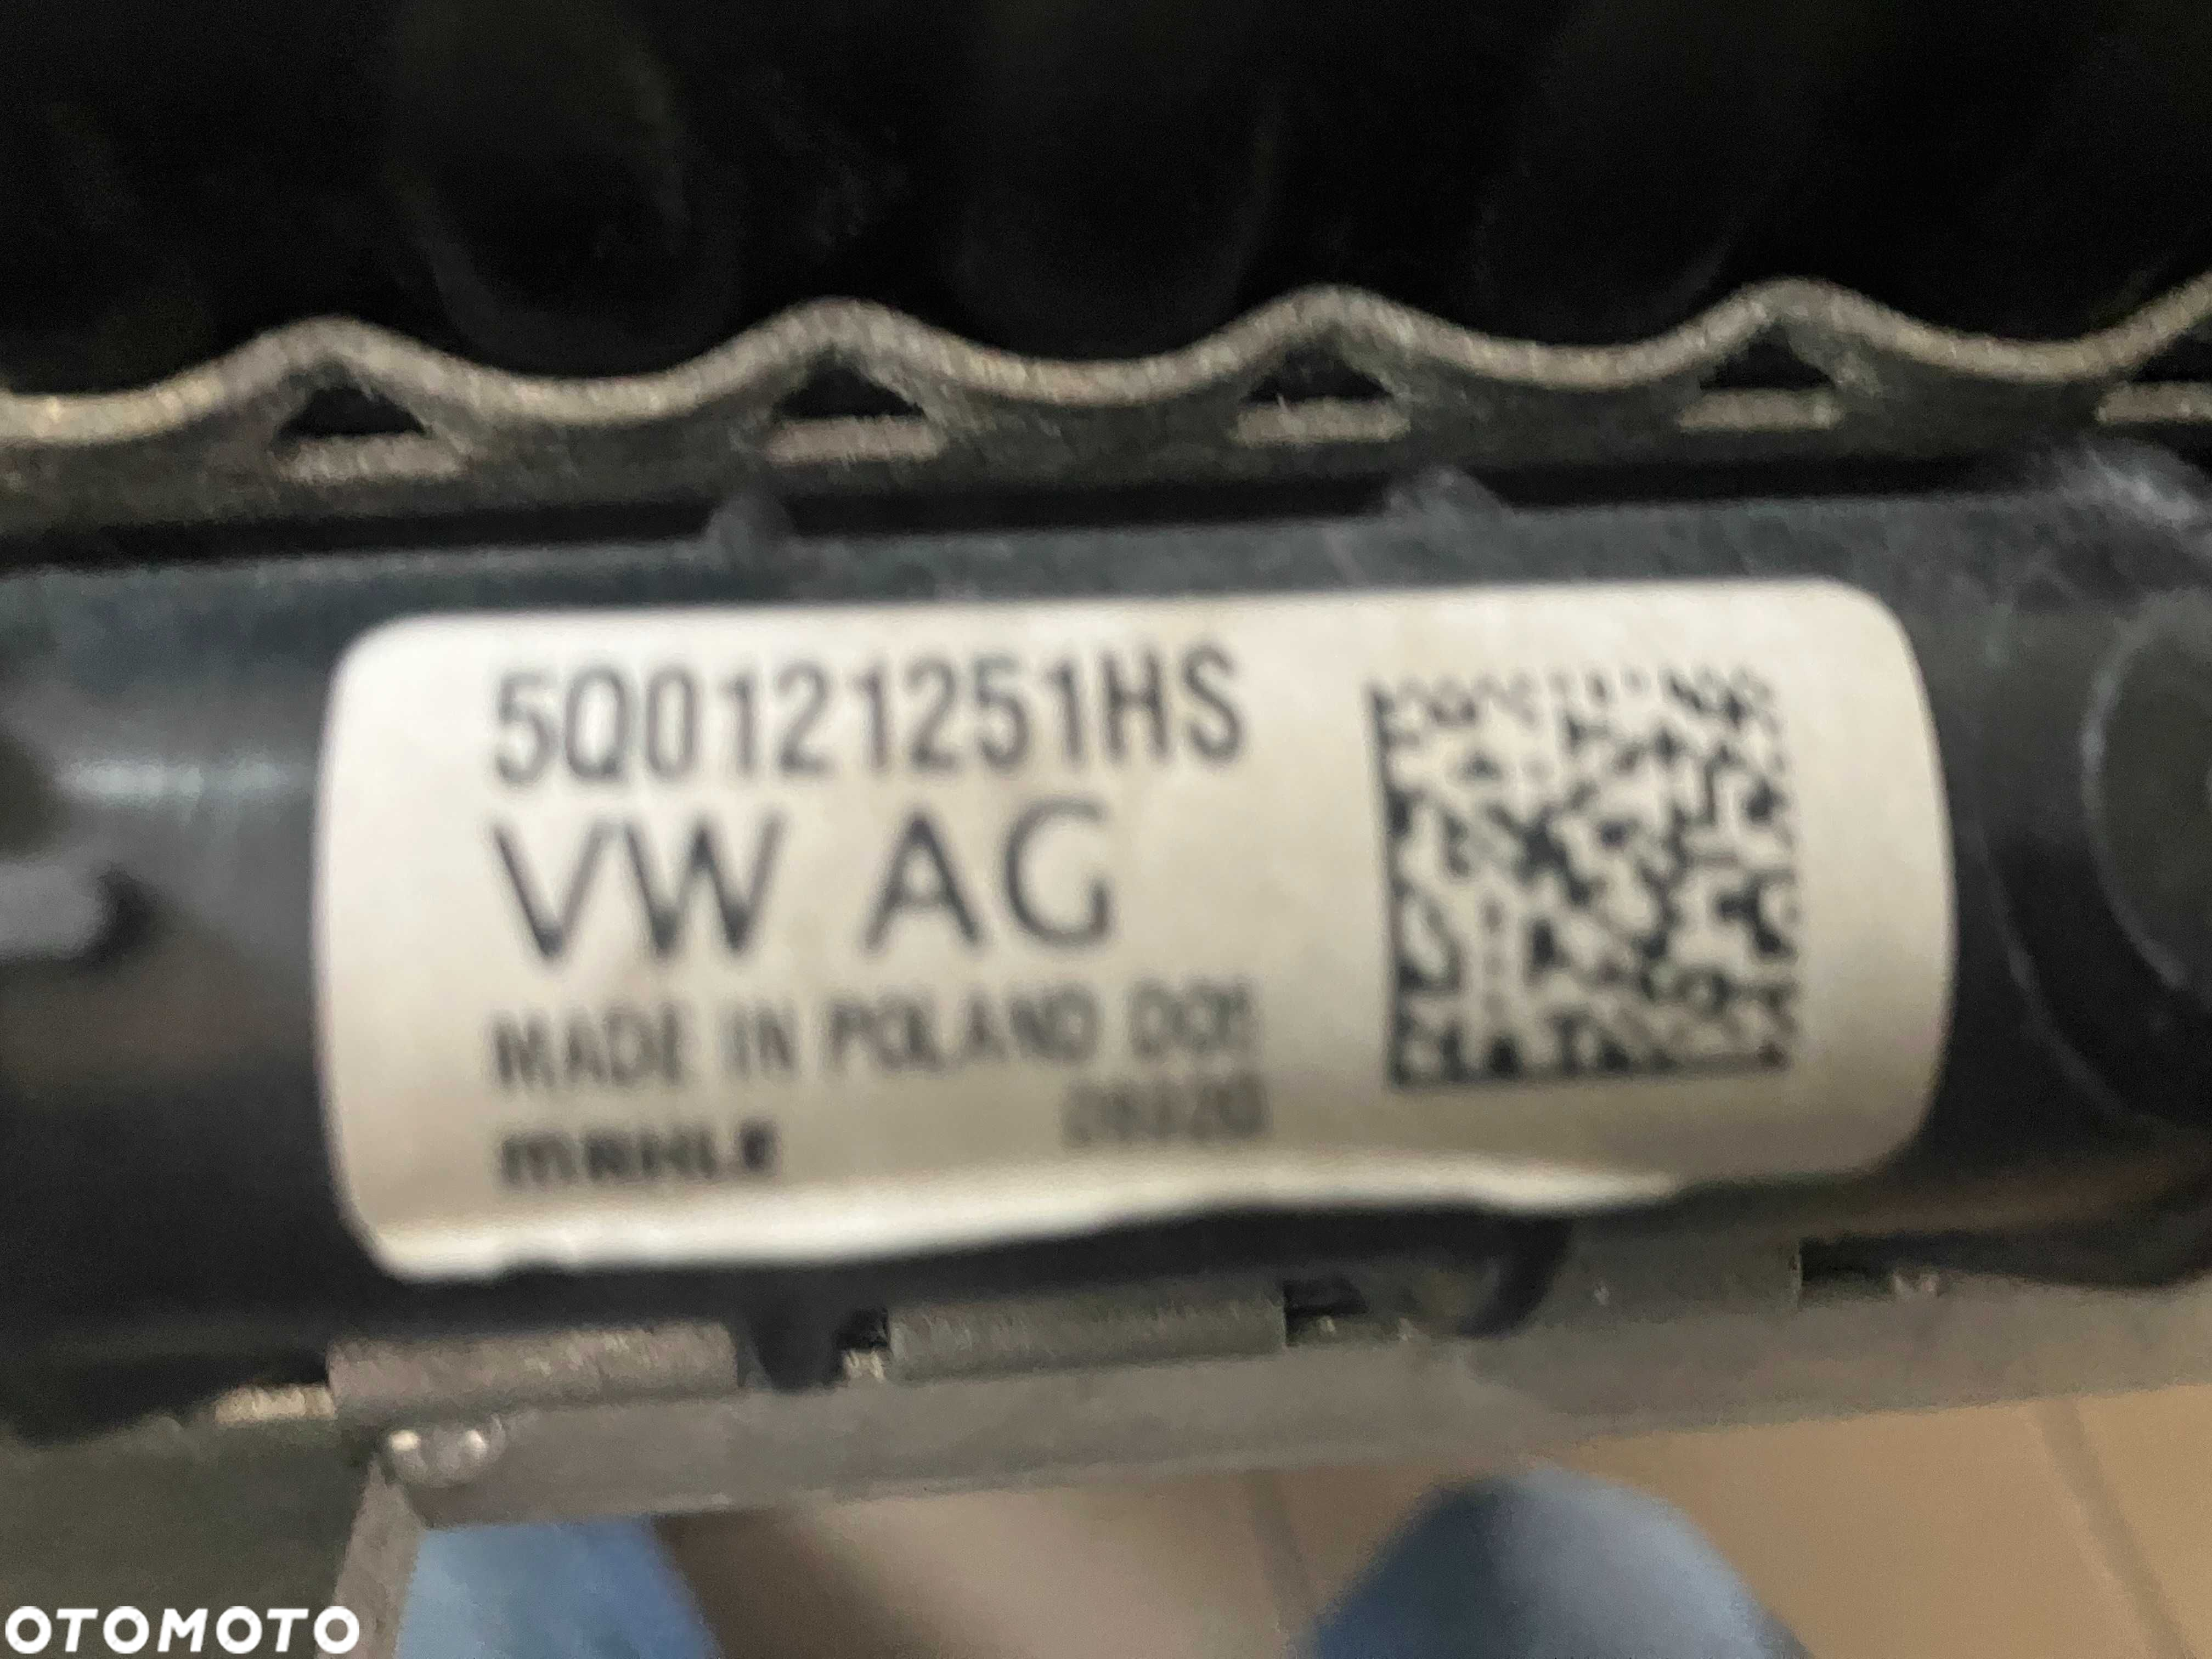 5Q0121251HS
VW AG
MADE IN POLAND
MAHLE
OTOMOTO